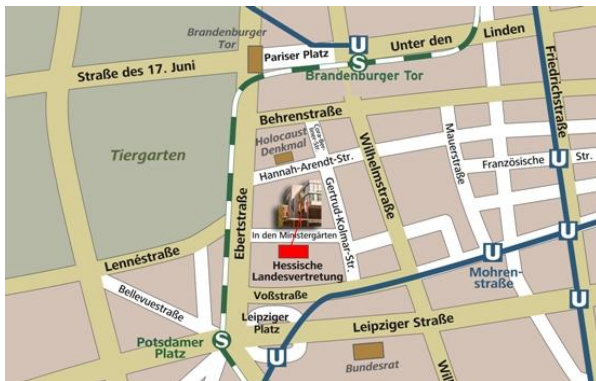 Brandenburger
Tor
Pariser Platz
U
Unter den
Linden
Straße des 17. Juni
S
Brandenburger Tor
Friedrichstraße
Behrenstraße
Holocaust
Denkmal
Wilhelmstraße
Mauerstraße
Tiergarten
Hannah-Arendt-Str.
Französische
U
Str.
Ebertstraße
Gertrud-Kolmar-Str.
In den Ministergärten
U
U
Lennéstraße
Hessische
Landesvertretung
Mohren-
straße
Bellevuestraße
Voßstraße
U
Leipziger
Platz
Leipziger Straße
Potsdamer
Platz
S
U
Bundesrat
Wil